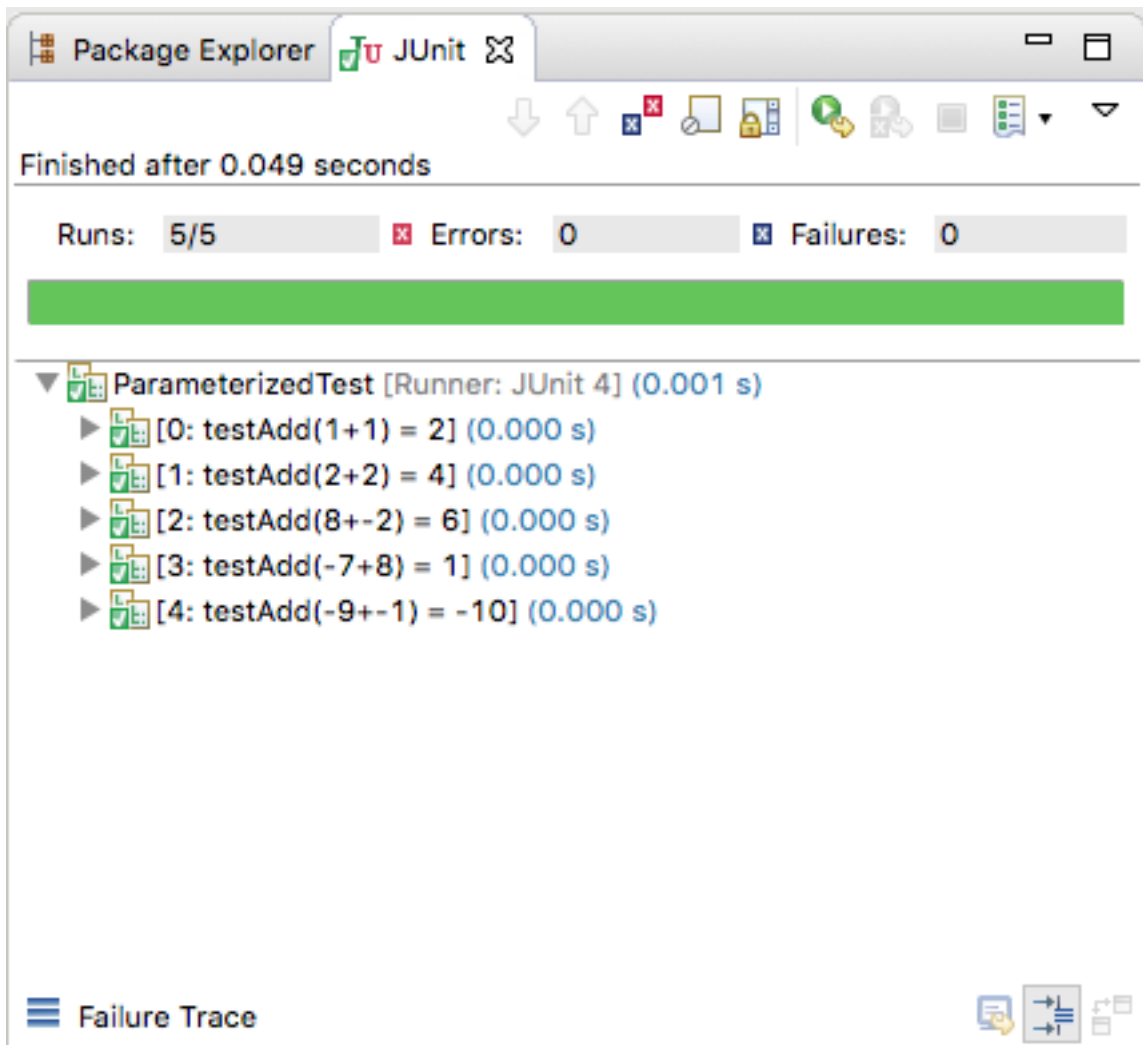 Package Explorer JUnit
Finished after 0.049 seconds
Runs: 5/5 Errors: 0 Failures: 0
ParameterizedTest [Runner: JUnit 4] (0.001 s)
[0: testAdd(1+1) = 2] (0.000 s)
[1: testAdd(2+2) = 4] (0.000 s)
[2: testAdd(8+-2) = 6] (0.000 s)
[3: testAdd(-7+8) = 1] (0.000 s)
[4: testAdd(-9+-1) = -10] (0.000 s)
Failure Trace